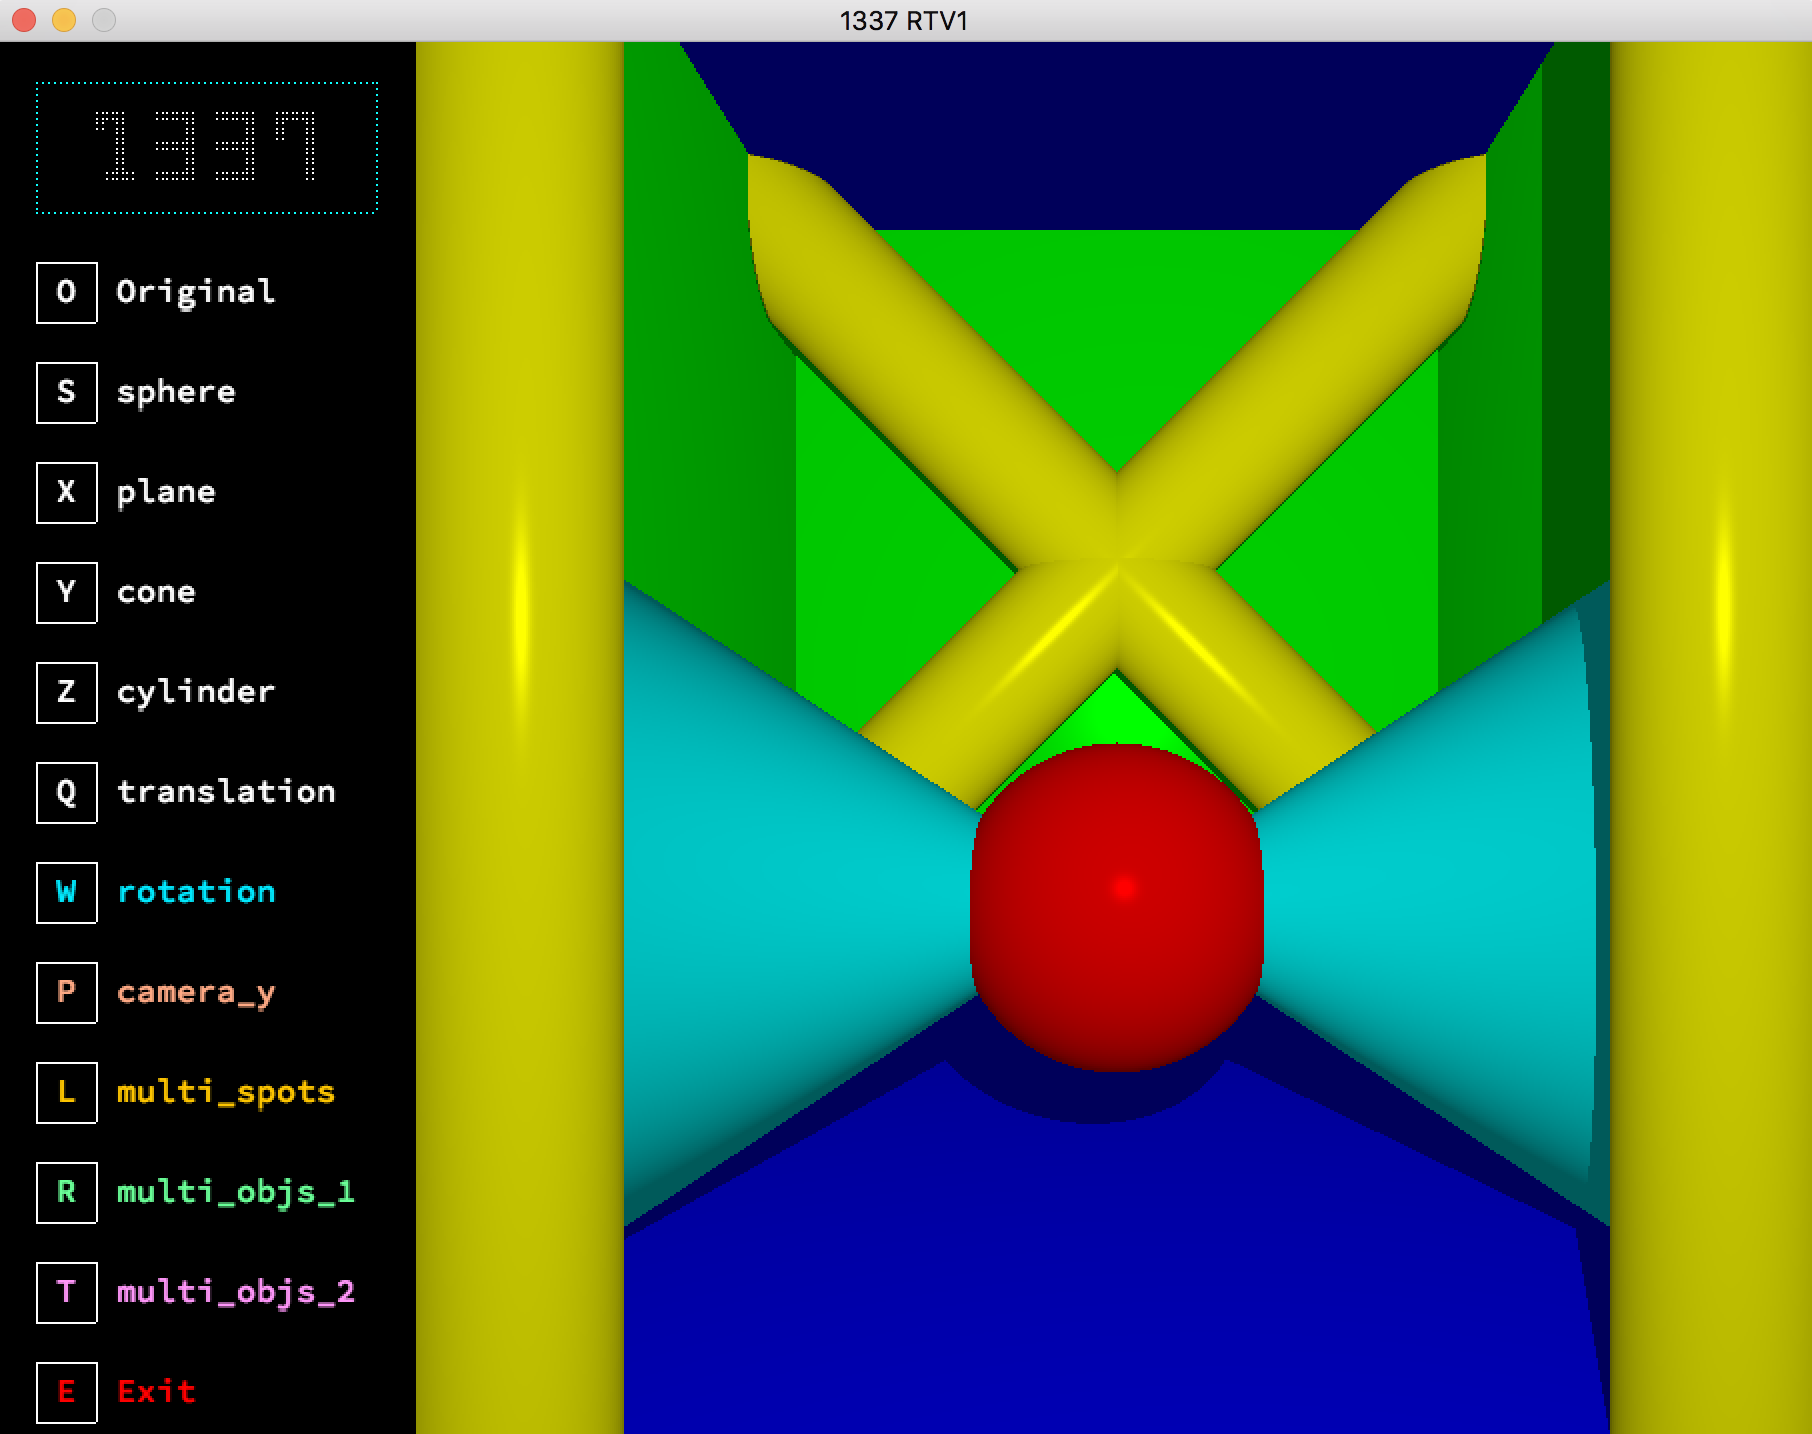 1337 RTV1
1337
O Original
S sphere
X plane
Y cone
Z cylinder
Q translation
W rotation
P camera_y
L multi_spots
R multi_objs_1
T multi_objs_2
E Exit